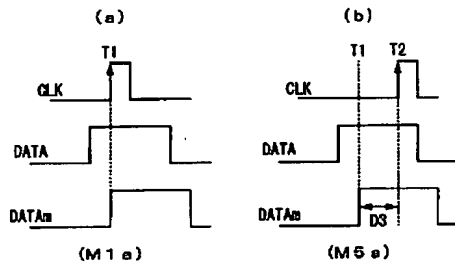 (a) (b)
T1 T1 T2
CLK CLK
DATA DATA
DATAm DATAm
D3
(M1a) (M5a)